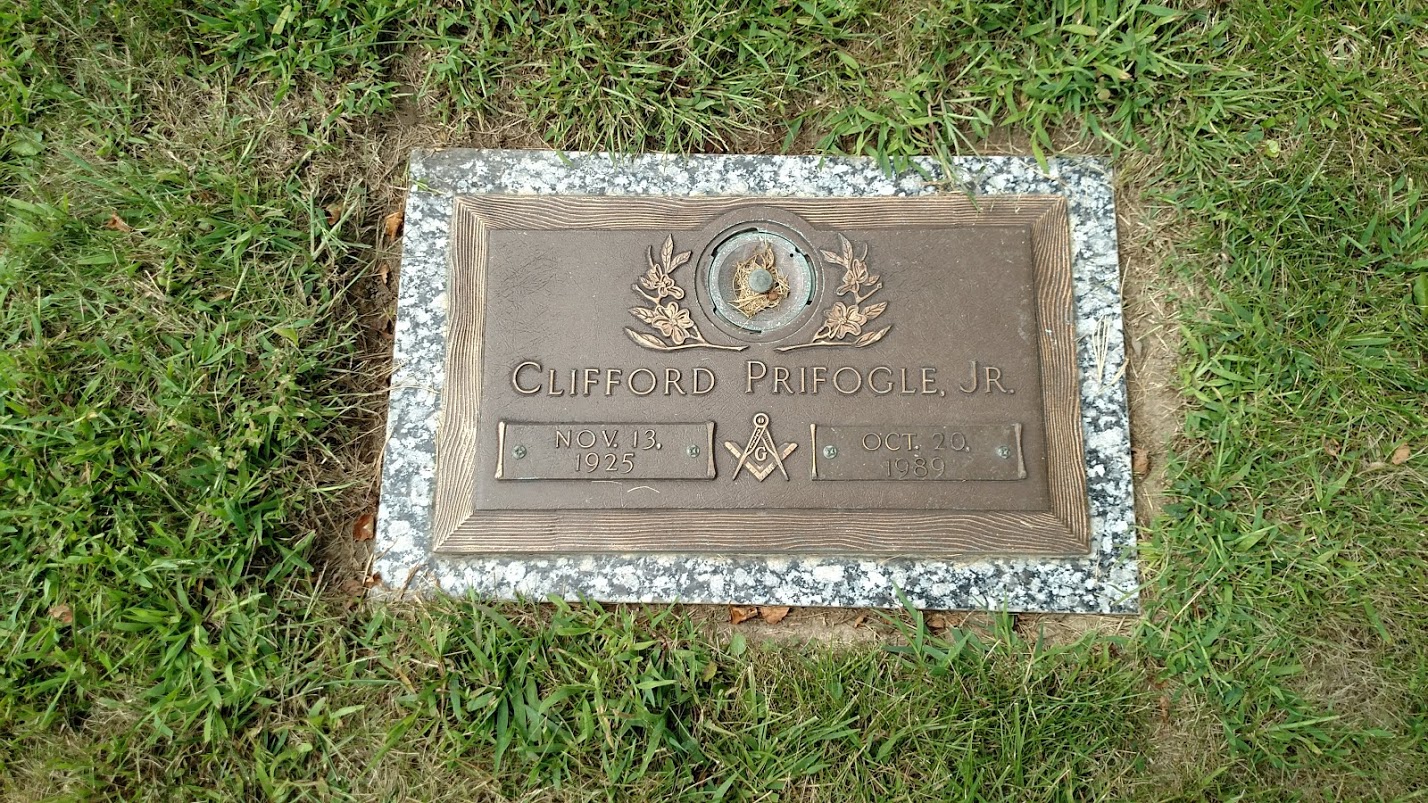 CLIFFORD PRIFOGLE, JR.
NOV. 13, 1925
OCT. 20, 1989
G